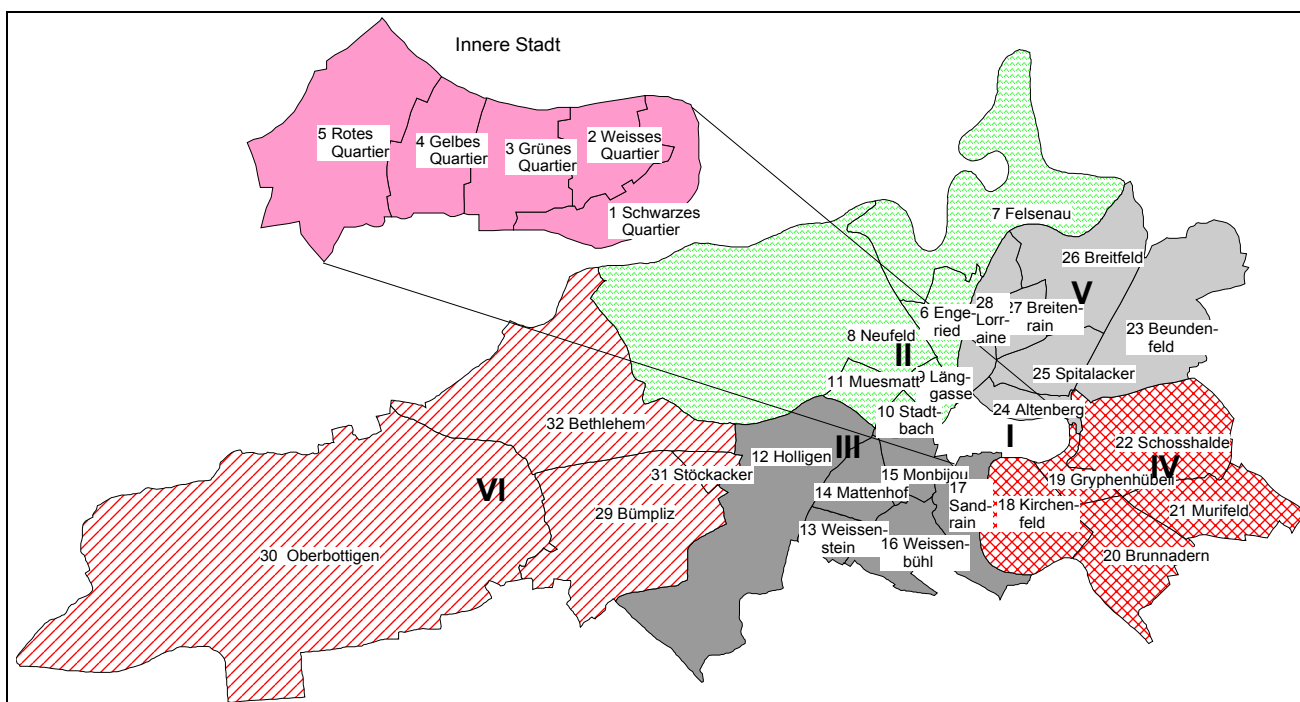 Innere Stadt
5 Rotes
Quartier
4 Gelbes
Quartier
3 Grünes
Quartier
2 Weisses
Quartier
1 Schwarzes
Quartier
7 Felsenau
26 Breitfeld
V
6 Enge-
ried
28
Lorr-
aine
27 Breiten-
rain
23 Beunden-
feld
8 Neufeld
II
11 Muesmatt
9 Läng-
gasse
25 Spitalacker
10 Stadt-
bach
24 Altenberg
I
32 Bethlehem
12 Holligen
III
22 Schosshalde
IV
31 Stöckacker
15 Monbijou
19 Gryphenhübeli
VI
14 Mattenhof
17
Sand-
rain
18 Kirchen-
feld
21 Murifeld
29 Bümpliz
13 Weissen-
stein
16 Weissen-
bühl
20 Brunnadern
30 Oberbottigen